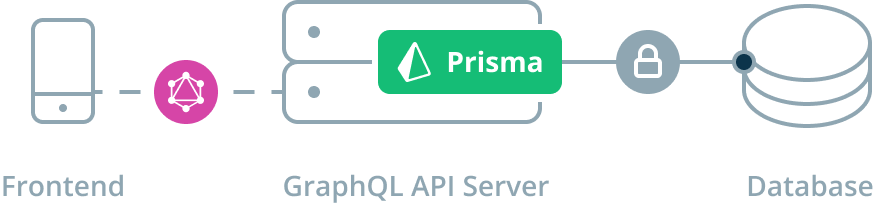 Prisma
Frontend
GraphQL API Server
Database